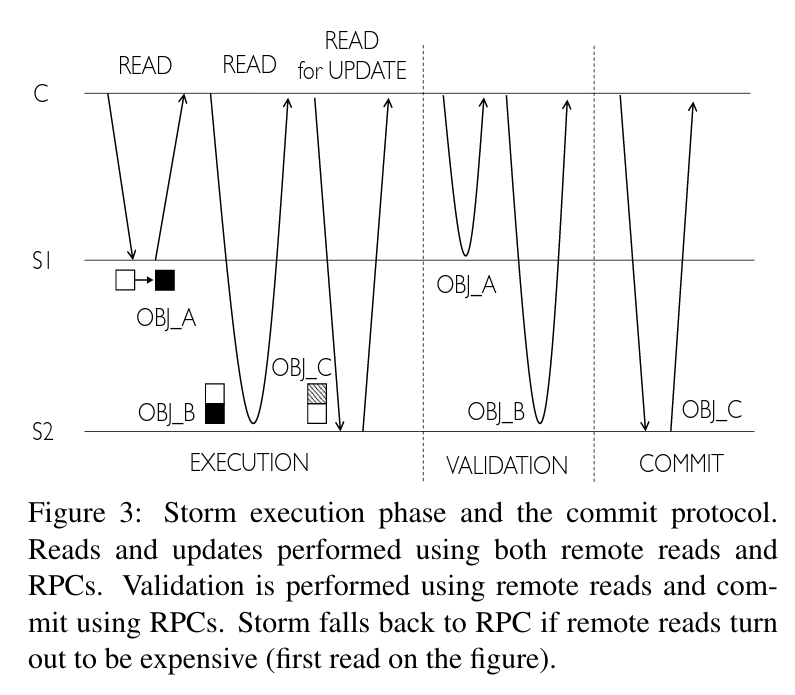 READ
READ
READ
for UPDATE
C
S1
OBJ_A
OBJ_A
OBJ_C
OBJ_B
OBJ_B
OBJ_C
S2
EXECUTION
VALIDATION
COMMIT
Figure 3: Storm execution phase and the commit protocol.
Reads and updates performed using both remote reads and
RPCs. Validation is performed using remote reads and com-
mit using RPCs. Storm falls back to RPC if remote reads turn
out to be expensive (first read on the figure).